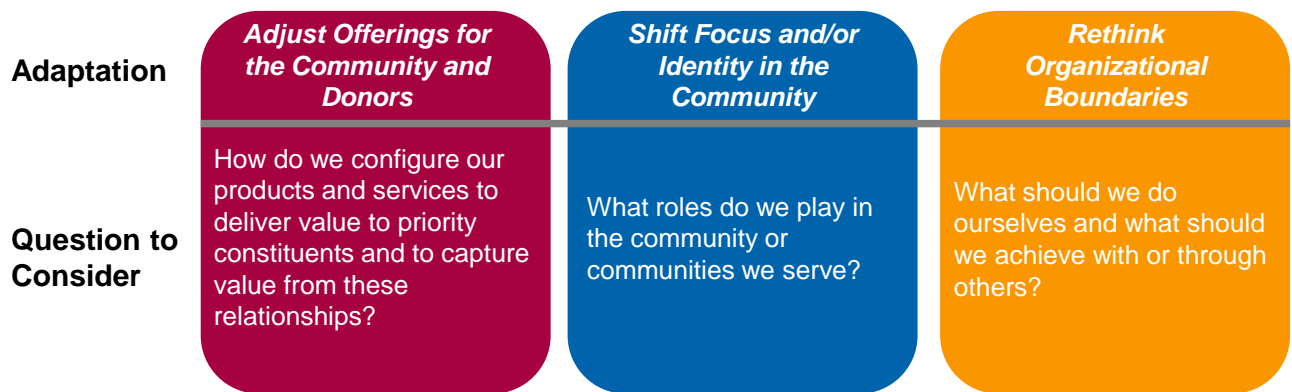 Adaptation
Adjust Offerings for
the Community and
Donors
Shift Focus and/or
Identity in the
Community
Rethink
Organizational
Boundaries
Question to
Consider
How do we configure our
products and services to
deliver value to priority
constituents and to capture
value from these
relationships?
What roles do we play in
the community or
communities we serve?
What should we do
ourselves and what should
we achieve with or through
others?